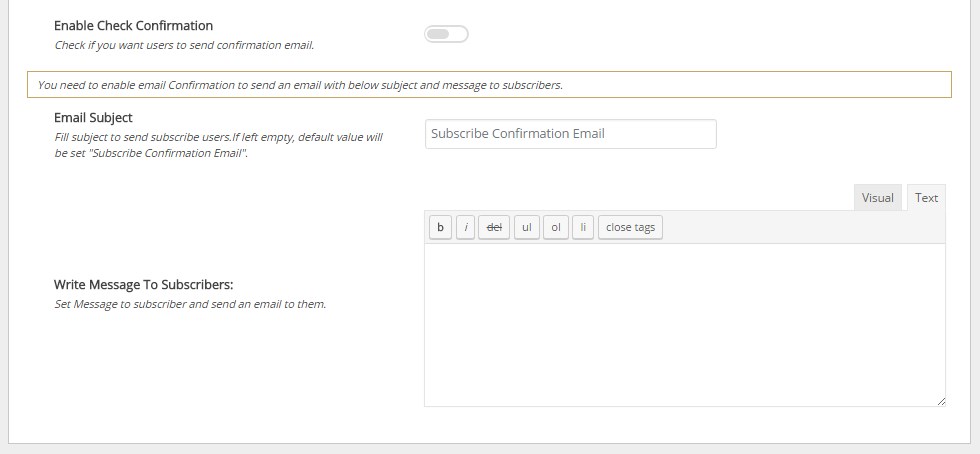 Enable Check Confirmation
Check if you want users to send confirmation email.
You need to enable email Confirmation to send an email with below subject and message to subscribers.
Email Subject
Fill subject to send subscribe users.If left empty, default value will
be set "Subscribe Confirmation Email".
Subscribe Confirmation Email
Visual Text
b i del ul ol li close tags
Write Message To Subscribers:
Set Message to subscriber and send an email to them.